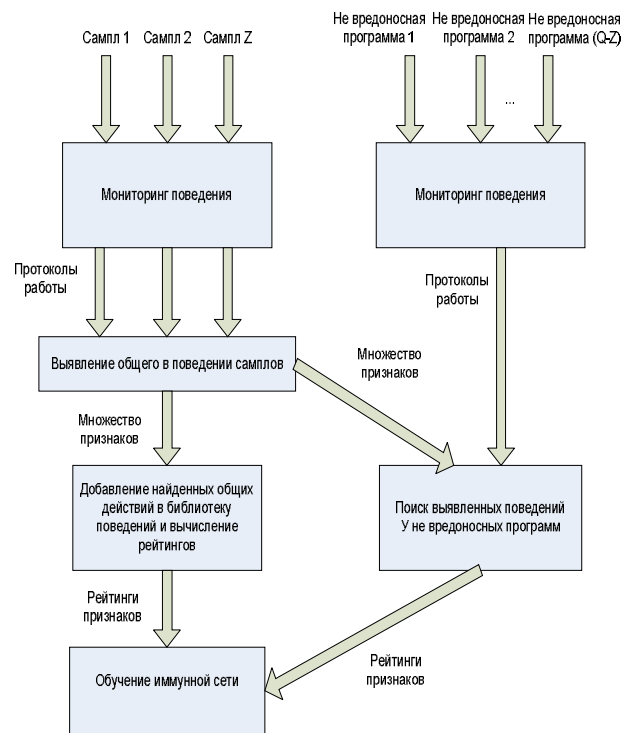 Сампл 1
Сампл 2
Сампл Z
Не вредоносная
программа 1
Не вредоносная
программа 2
Не вредоносная
программа (Q-Z)
...
Мониторинг поведения
Мониторинг поведения
Протоколы
работы
Протоколы
работы
Выявление общего в поведении самплов
Множество
признаков
Множество
признаков
Добавление найденных общих
действий в библиотеку
поведений и вычисление
рейтингов
Поиск выявленных поведений
У не вредоносных программ
Рейтинги
признаков
Рейтинги
признаков
Обучение иммунной сети